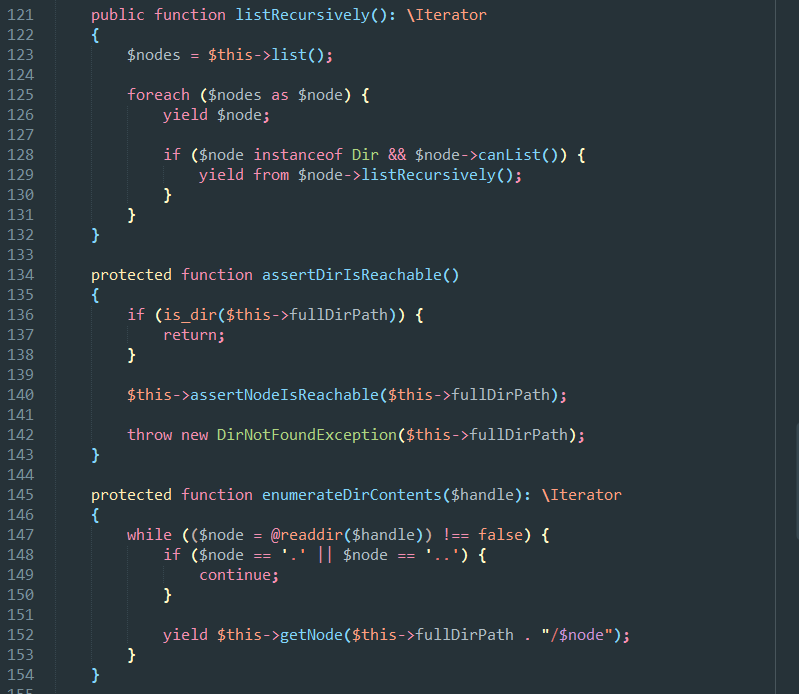 121 public function listRecursively(): \Iterator
122 {
123 $nodes = $this->list();
124
125 foreach ($nodes as $node) {
126 yield $node;
127
128 if ($node instanceof Dir && $node->canList()) {
129 yield from $node->listRecursively();
130 }
131 }
132 }
133
134 protected function assertDirIsReachable()
135 {
136 if (is_dir($this->fullDirPath)) {
137 return;
138 }
139
140 $this->assertNodeIsReachable($this->fullDirPath);
141
142 throw new DirNotFoundException($this->fullDirPath);
143 }
144
145 protected function enumerateDirContents($handle): \Iterator
146 {
147 while (($node = @readdir($handle)) !== false) {
148 if ($node == '.' || $node == '..') {
149 continue;
150 }
151
152 yield $this->getNode($this->fullDirPath . "/$node");
153 }
154 }
155